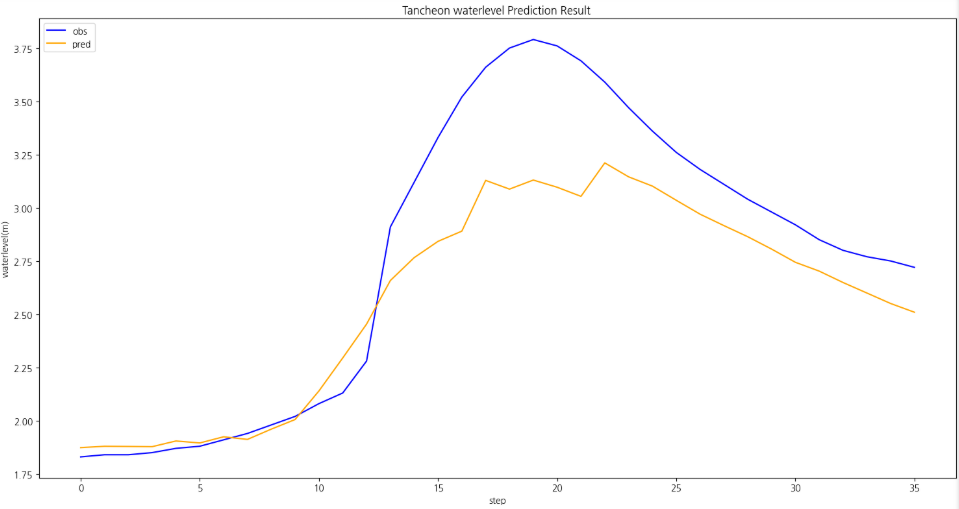 Tancheon waterlevel Prediction Result
obs
pred
3.75
3.50
3.25
3.00
2.75
2.50
2.25
2.00
1.75
waterlevel(m)
0 5 10 15 20 25 30 35
step